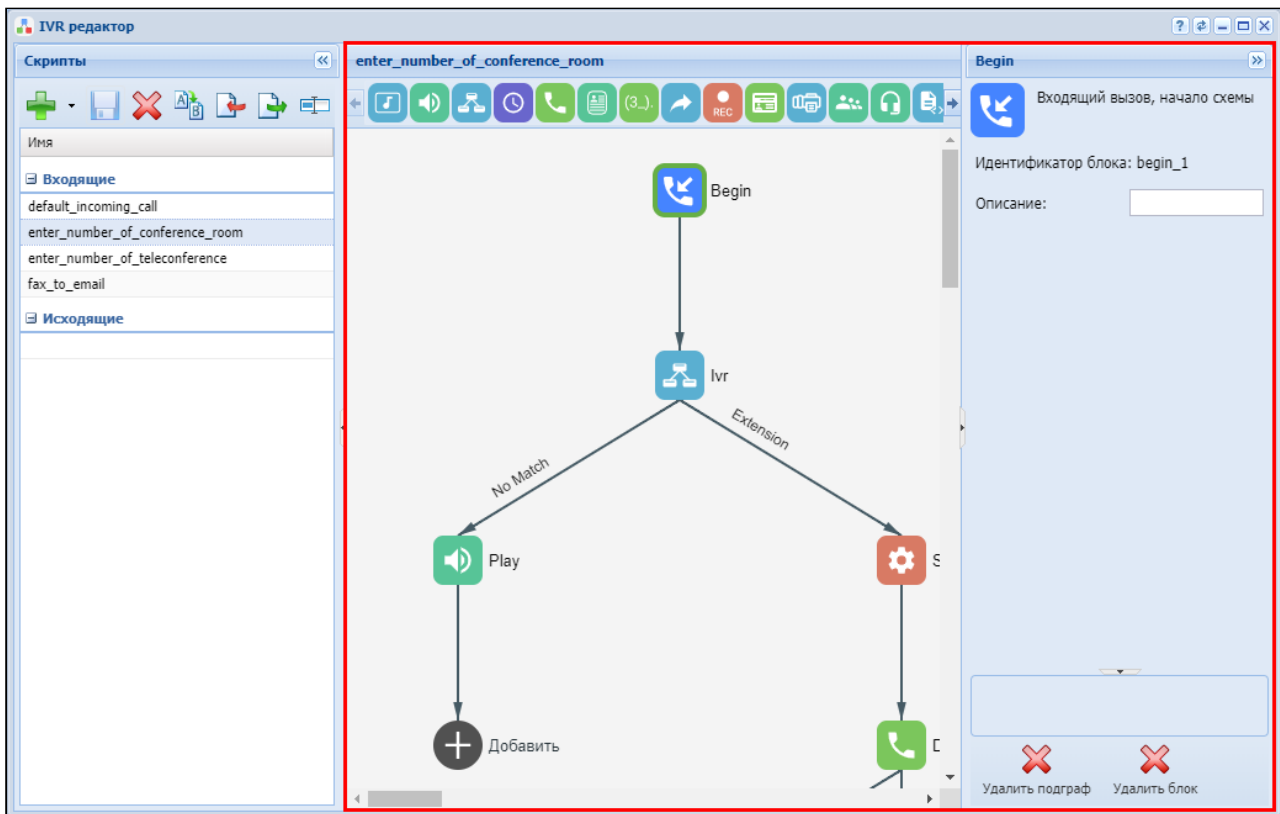 IVR редактор
Скрипты
Имя
Входящие
default_incoming_call
enter_number_of_conference_room
enter_number_of_teleconference
fax_to_email
Исходящие
enter_number_of_conference_room
(3..).
REC
Begin
Ivr
No Match
Extension
Play
S
Добавить
D
Begin
Входящий вызов, начало схемы
Идентификатор блока: begin_1
Описание:
Удалить подграф
Удалить блок